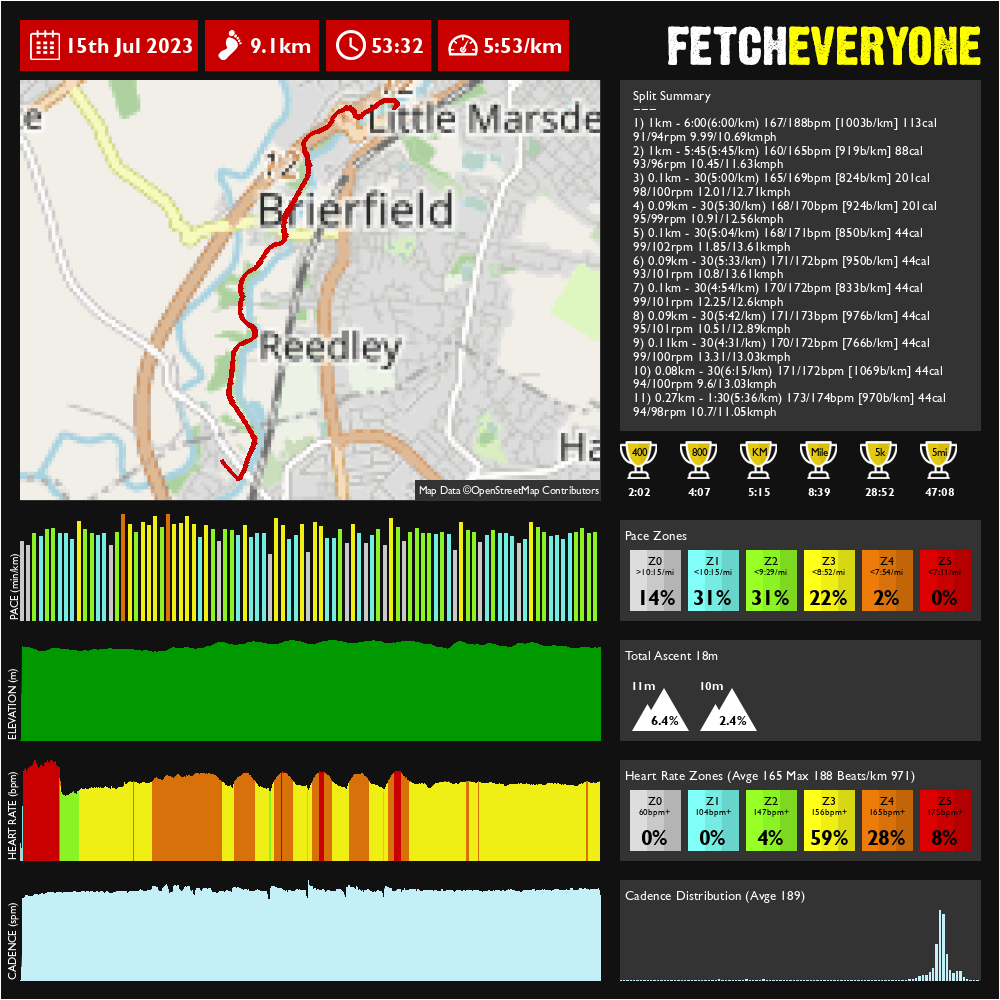 15th Jul 2023
9.1km
53:32
5:53/km
FETCHEVERYONE
e
12
Little Marsde
12
Brierfield
Reedley
Ha
Map Data ©OpenStreetMap Contributors
Split Summary
---
1) 1km - 6:00(6:00/km) 167/188bpm [1003b/km] 113cal
91/94rpm 9.99/10.69kmph
2) 1km - 5:45(5:45/km) 160/165bpm [919b/km] 88cal
93/96rpm 10.45/11.63kmph
3) 0.1km - 30(5:00/km) 165/169bpm [824b/km] 201cal
98/100rpm 12.01/12.71kmph
4) 0.09km - 30(5:30/km) 168/170bpm [924b/km] 201cal
95/99rpm 10.91/12.56kmph
5) 0.1km - 30(5:04/km) 168/171bpm [850b/km] 44cal
99/102rpm 11.85/13.61kmph
6) 0.09km - 30(5:33/km) 171/172bpm [950b/km] 44cal
93/101rpm 10.8/13.61kmph
7) 0.1km - 30(4:54/km) 170/172bpm [833b/km] 44cal
99/101rpm 12.25/12.6kmph
8) 0.09km - 30(5:42/km) 171/173bpm [976b/km] 44cal
95/101rpm 10.51/12.89kmph
9) 0.11km - 30(4:31/km) 170/172bpm [766b/km] 44cal
99/100rpm 13.31/13.03kmph
10) 0.08km - 30(6:15/km) 171/172bpm [1069b/km] 44cal
94/100rpm 9.6/13.03kmph
11) 0.27km - 1:30(5:36/km) 173/174bpm [970b/km] 44cal
94/98rpm 10.7/11.05kmph
400 800 KM Mile 5k 5mi
2:02 4:07 5:15 8:39 28:52 47:08
PACE (min/km)
Pace Zones
Z0 Z1 Z2 Z3 Z4 Z5
>10:15/mi <10:15/mi <9:29/mi <8:52/mi <7:54/mi <7:11/mi
14% 31% 31% 22% 2% 0%
ELEVATION (m)
Total Ascent 18m
11m 10m
6.4% 2.4%
HEART RATE (bpm)
Heart Rate Zones (Avge 165 Max 188 Beats/km 971)
Z0 Z1 Z2 Z3 Z4 Z5
60bpm+ 104bpm+ 147bpm+ 156bpm+ 165bpm+ 175bpm+
0% 0% 4% 59% 28% 8%
CADENCE (spm)
Cadence Distribution (Avge 189)